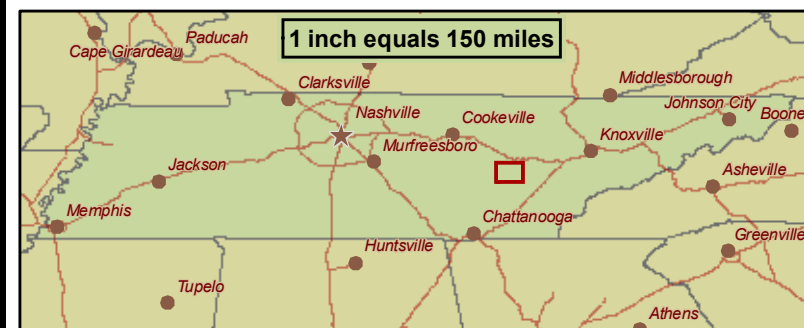 1 inch equals 150 miles
Paducah
Cape Girardeau
Clarksville
Middlesborough
Nashville
Johnson City
Boone
Cookeville
Knoxville
Murfreesboro
Jackson
Asheville
Memphis
Chattanooga
Greenville
Huntsville
Tupelo
Athens